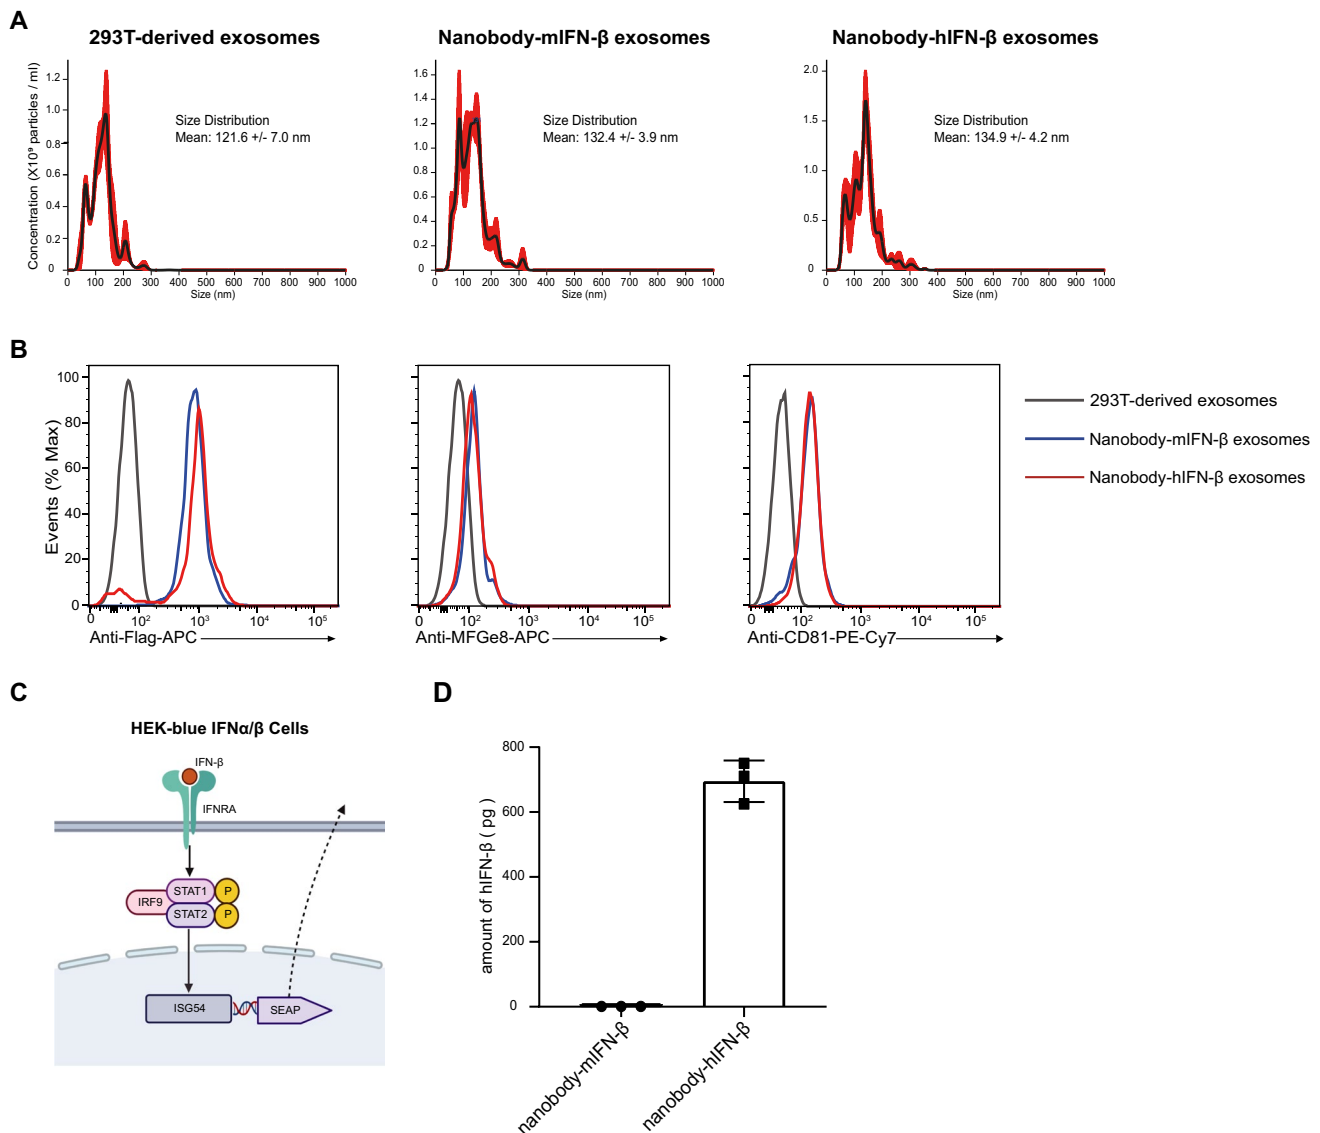 A
293T-derived exosomes
Nanobody-mIFN-β exosomes
Nanobody-hIFN-β exosomes
Concentration (X10⁹ particles / ml)
1.2
1.0
0.8
0.6
0.4
0.2
0
Size Distribution
Mean: 121.6 +/- 7.0 nm
0 100 200 300 400 500 600 700 800 900 1000
Size (nm)
1.6
1.4
1.2
1.0
0.8
0.6
0.4
0.2
0
Size Distribution
Mean: 132.4 +/- 3.9 nm
0 100 200 300 400 500 600 700 800 900 1000
Size (nm)
2.0
1.5
1.0
0.5
0
Size Distribution
Mean: 134.9 +/- 4.2 nm
0 100 200 300 400 500 600 700 800 900 1000
Size (nm)
B
Events (% Max)
100
80
60
40
20
0
0 10² 10³ 10⁴ 10⁵
Anti-Flag-APC
0 10² 10³ 10⁴ 10⁵
Anti-MFGe8-APC
0 10² 10³ 10⁴ 10⁵
Anti-CD81-PE-Cy7
293T-derived exosomes
Nanobody-mIFN-β exosomes
Nanobody-hIFN-β exosomes
C
HEK-blue IFNα/β Cells
IFN-β
IFNRA
STAT1 P
IRF9
STAT2 P
ISG54
SEAP
D
amount of hIFN-β ( pg )
800
600
400
200
0
nanobody-mIFN-β
nanobody-hIFN-β